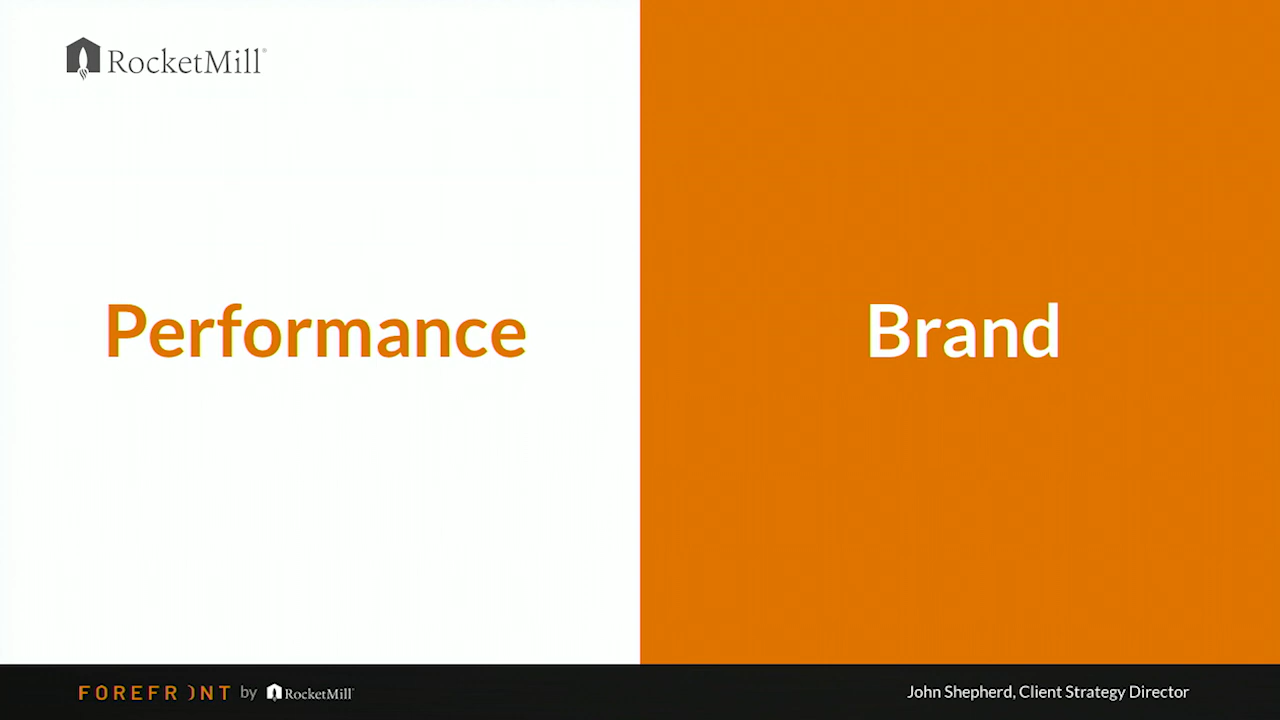 RocketMill®
Performance
Brand
FOREFRONT by RocketMill
John Shepherd, Client Strategy Director